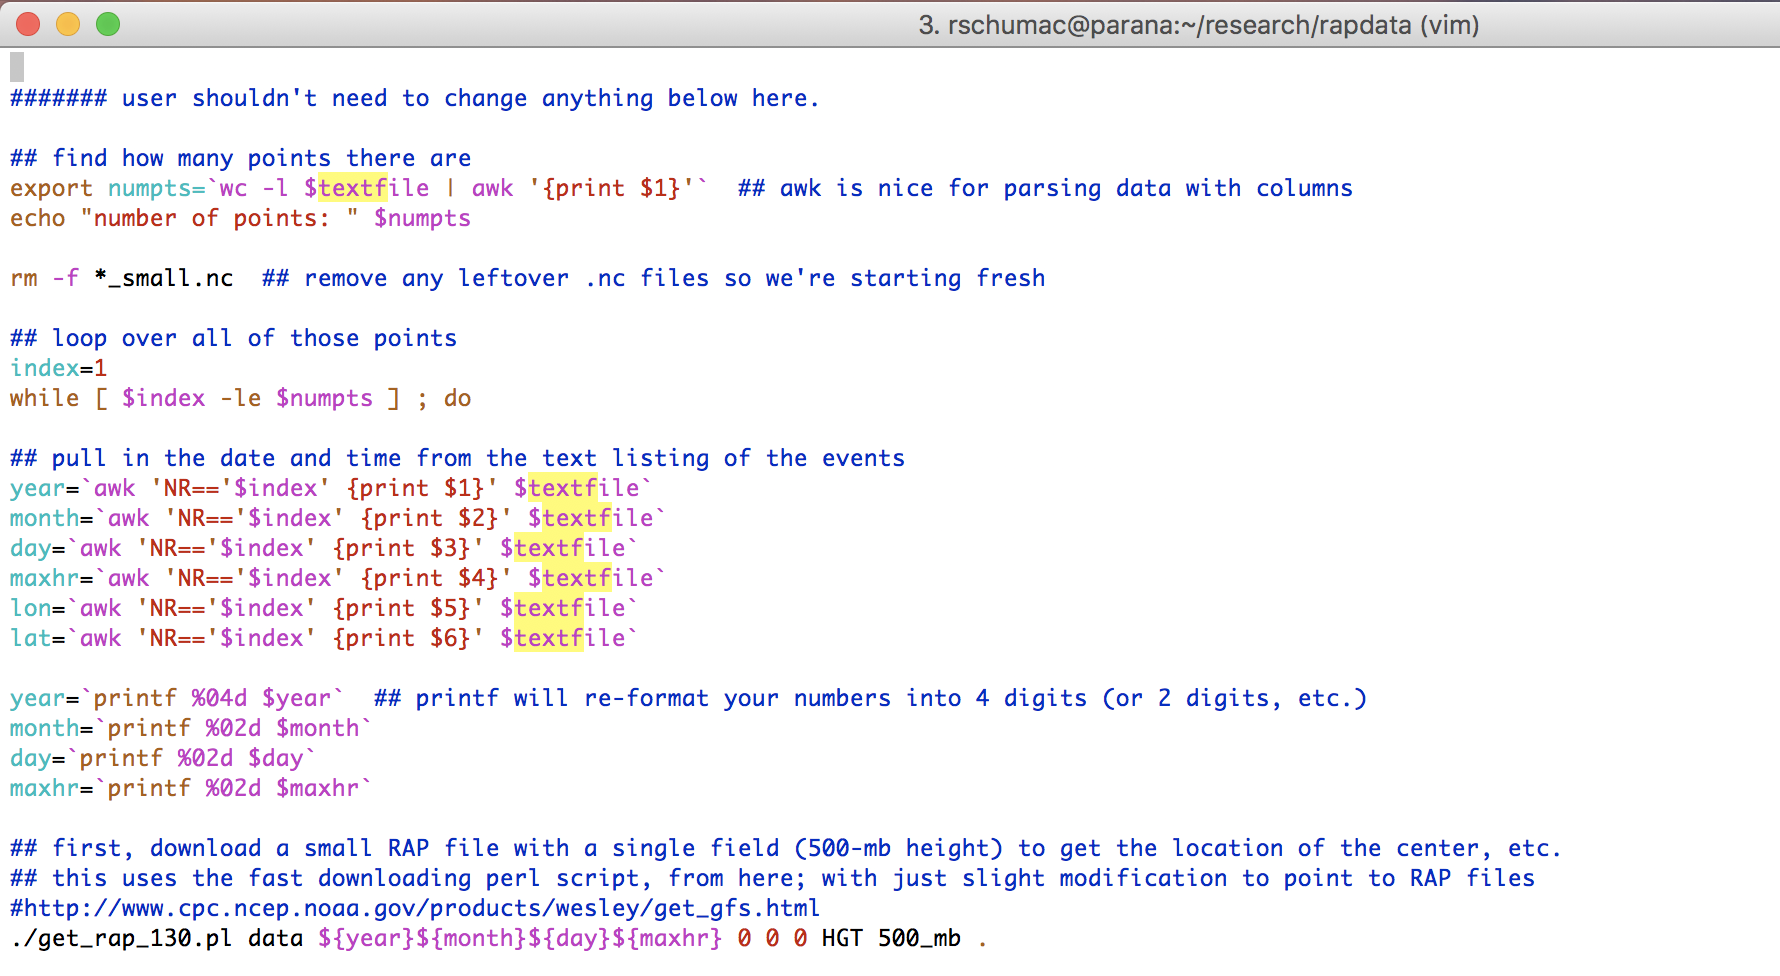 3. rschumac@parana:~/research/rapdata (vim)
####### user shouldn't need to change anything below here.
## find how many points there are
export numpts=`wc -l $textfile | awk '{print $1}'`  ## awk is nice for parsing data with columns
echo "number of points: " $numpts
rm -f *_small.nc  ## remove any leftover .nc files so we're starting fresh
## loop over all of those points
index=1
while [ $index -le $numpts ] ; do
## pull in the date and time from the text listing of the events
year=`awk 'NR=='$index' {print $1}' $textfile`
month=`awk 'NR=='$index' {print $2}' $textfile`
day=`awk 'NR=='$index' {print $3}' $textfile`
maxhr=`awk 'NR=='$index' {print $4}' $textfile`
lon=`awk 'NR=='$index' {print $5}' $textfile`
lat=`awk 'NR=='$index' {print $6}' $textfile`
year=`printf %04d $year`  ## printf will re-format your numbers into 4 digits (or 2 digits, etc.)
month=`printf %02d $month`
day=`printf %02d $day`
maxhr=`printf %02d $maxhr`
## first, download a small RAP file with a single field (500-mb height) to get the location of the center, etc.
## this uses the fast downloading perl script, from here; with just slight modification to point to RAP files
#http://www.cpc.ncep.noaa.gov/products/wesley/get_gfs.html
./get_rap_130.pl data ${year}${month}${day}${maxhr} 0 0 0 HGT 500_mb .